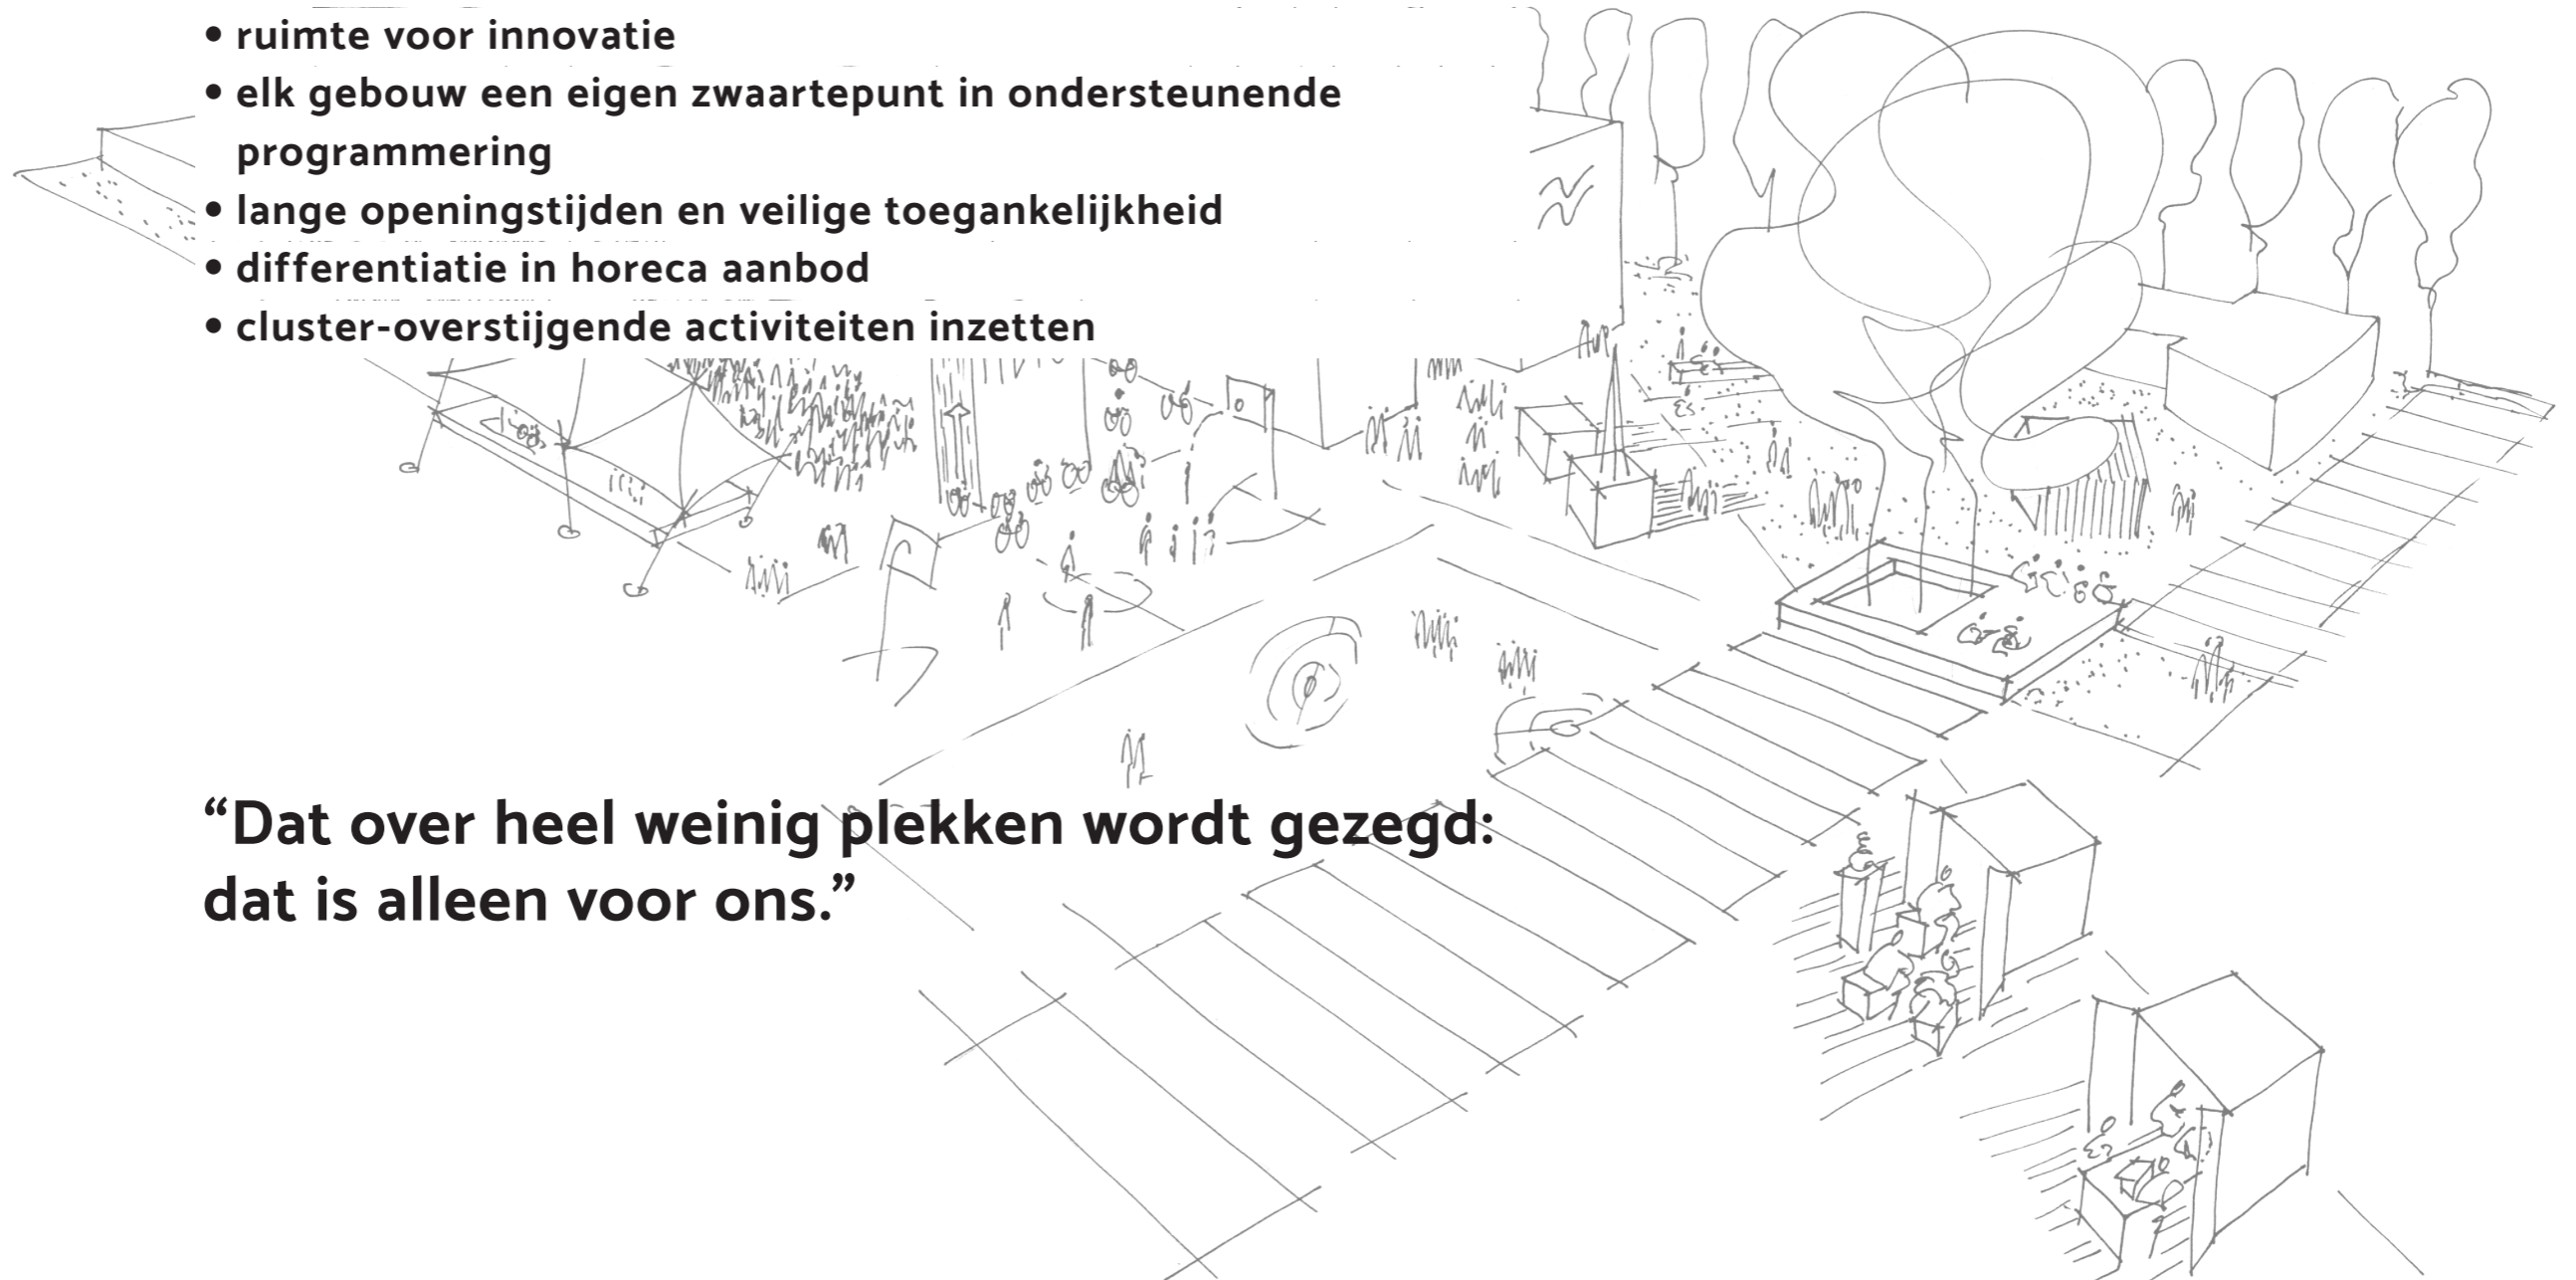 • ruimte voor innovatie
• elk gebouw een eigen zwaartepunt in ondersteunende
programmering
• lange openingstijden en veilige toegankelijkheid
• differentiatie in horeca aanbod
• cluster-overstijgende activiteiten inzetten
“Dat over heel weinig plekken wordt gezegd:
dat is alleen voor ons.”